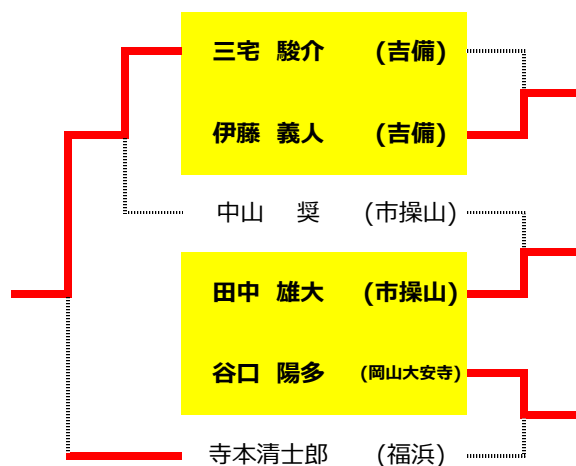 三宅 駿介 (吉備)
伊藤 義人 (吉備)
中山 奨 (市操山)
田中 雄大 (市操山)
谷口 陽多 (岡山大安寺)
寺本清士郎 (福浜)